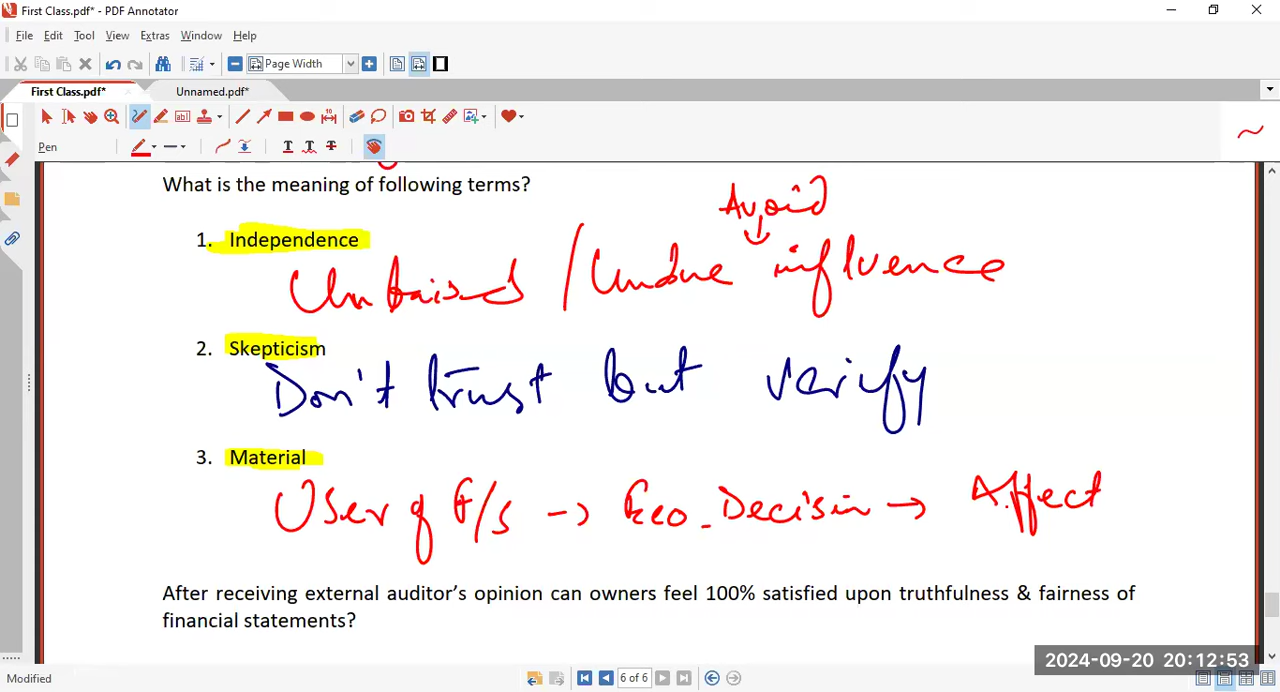 First Class.pdf* - PDF Annotator
File Edit Tool View Extras Window Help
Page Width
First Class.pdf* Unnamed.pdf*
Pen
What is the meaning of following terms?
Avoid
1. Independence
Unbaised / Undue influence
2. Skepticism
Don't trust but verify
3. Material
User of F/s -> Eco. Decision -> Affect
After receiving external auditor's opinion can owners feel 100% satisfied upon truthfulness & fairness of
financial statements?
2024-09-20 20:12:53
Modified 6 of 6